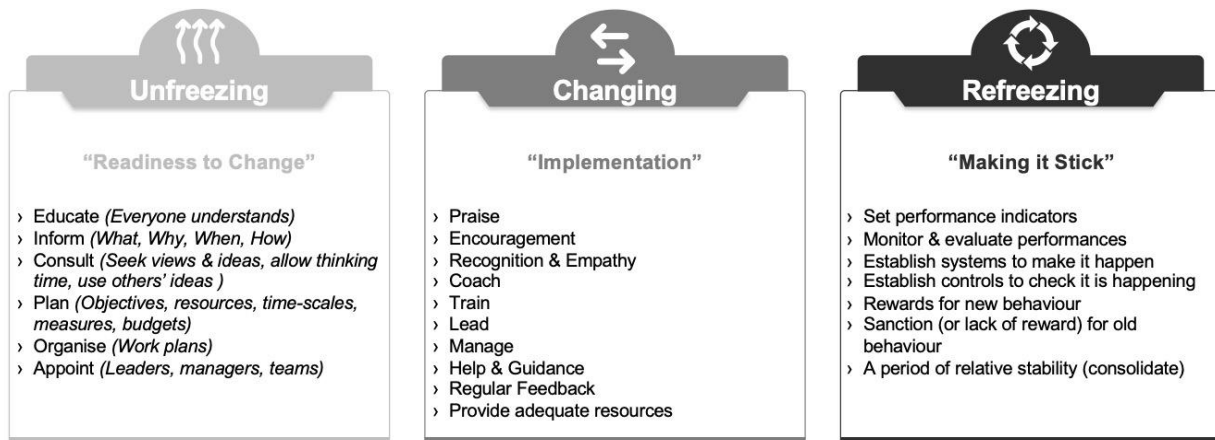 Unfreezing
“Readiness to Change”
› Educate (Everyone understands)
› Inform (What, Why, When, How)
› Consult (Seek views & ideas, allow thinking
time, use others’ ideas )
› Plan (Objectives, resources, time-scales,
measures, budgets)
› Organise (Work plans)
› Appoint (Leaders, managers, teams)
Changing
“Implementation”
› Praise
› Encouragement
› Recognition & Empathy
› Coach
› Train
› Lead
› Manage
› Help & Guidance
› Regular Feedback
› Provide adequate resources
Refreezing
“Making it Stick”
› Set performance indicators
› Monitor & evaluate performances
› Establish systems to make it happen
› Establish controls to check it is happening
› Rewards for new behaviour
› Sanction (or lack of reward) for old
behaviour
› A period of relative stability (consolidate)